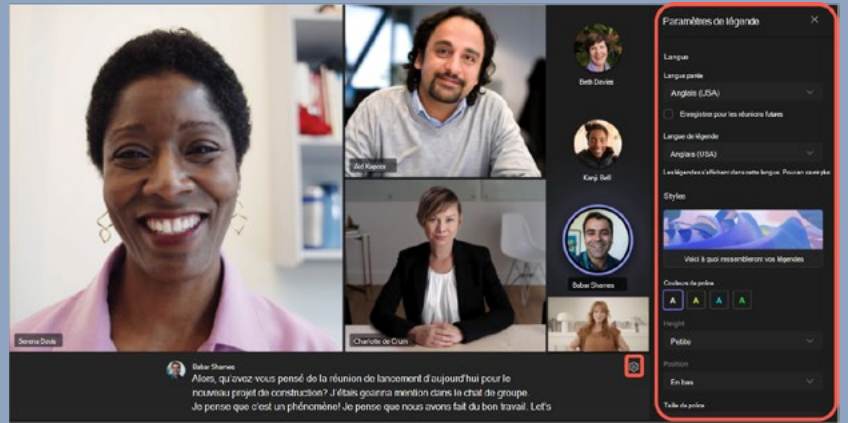 Serena Davis
Aid Kapoor
Charlotte de Crum
Beth Davies
Kanji Bell
Babar Shames
Babar Shames
Alors, qu'avez-vous pensé de la réunion de lancement d'aujourd'hui pour le
nouveau projet de construction? J'étais goanna mention dans le chat de groupe.
Je pense que c'est un phénomène! Je pense que nous avons fait du bon travail. Let's
Paramètres de légende
Langue
Langue parlée
Anglais (USA)
Enregistrer pour les réunions futures
Langue de légende
Anglais (USA)
Les légendes s'affichent dans cette langue. Pour en savoir plus
Styles
Voici à quoi ressembleront vos légendes
Couleurs de police
A A A A
Height
Petite
Position
En bas
Taille de police